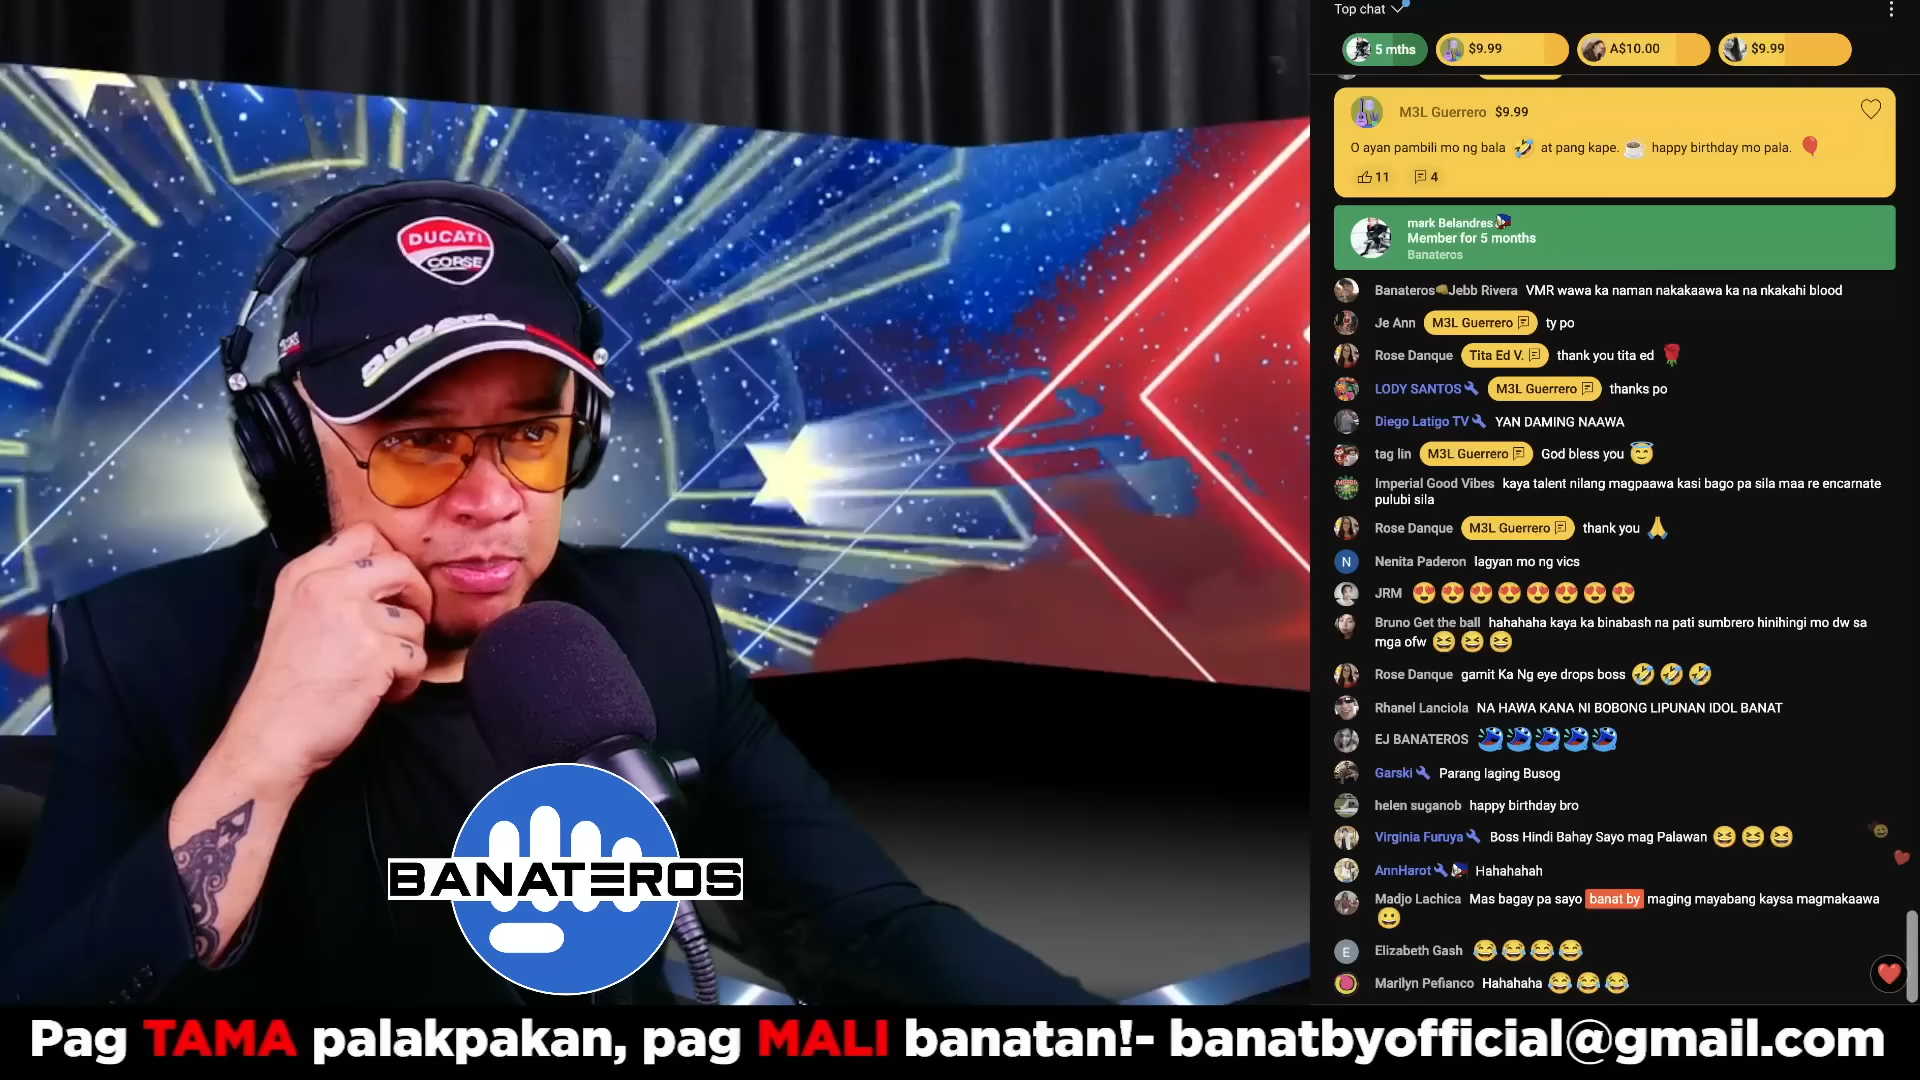 Top chat
5 mths
$9.99
A$10.00
$9.99
M3L Guerrero $9.99
O ayan pambili mo ng bala 🤣 at pang kape. ☕ happy birthday mo pala. 🎈
11 4
mark Belandres
Member for 5 months
Banateros
Banateros👊Jebb Rivera VMR wawa ka naman nakakaawa ka na nkakahi blood
Je Ann M3L Guerrero ty po
Rose Danque Tita Ed V. thank you tita ed 🌹
LODY SANTOS M3L Guerrero thanks po
Diego Latigo TV YAN DAMING NAAWA
tag lin M3L Guerrero God bless you 😇
Imperial Good Vibes kaya talent nilang magpaawa kasi bago pa sila maa re encarnate
pulubi sila
Rose Danque M3L Guerrero thank you 🙏
N
Nenita Paderon lagyan mo ng vics
JRM 😍😍😍😍😍😍😍😍
Bruno Get the ball hahahaha kaya ka binabash na pati sumbrero hinihingi mo dw sa
mga ofw 😆😆😆
Rose Danque gamit Ka Ng eye drops boss 🤣🤣🤣
Rhanel Lanciola NA HAWA KANA NI BOBONG LIPUNAN IDOL BANAT
EJ BANATEROS
Garski Parang laging Busog
helen suganob happy birthday bro
Virginia Furuya Boss Hindi Bahay Sayo mag Palawan 😆😆😆
AnnHarot Hahahahah
Madjo Lachica Mas bagay pa sayo banat by maging mayabang kaysa magmakaawa
😀
E
Elizabeth Gash 😂😂😂😂
Marilyn Pefianco Hahahaha 😂😂😂
DUCATI
CORSE
DUCATI
BANATEROS
Pag TAMA palakpakan, pag MALI banatan!- banatbyofficial@gmail.com